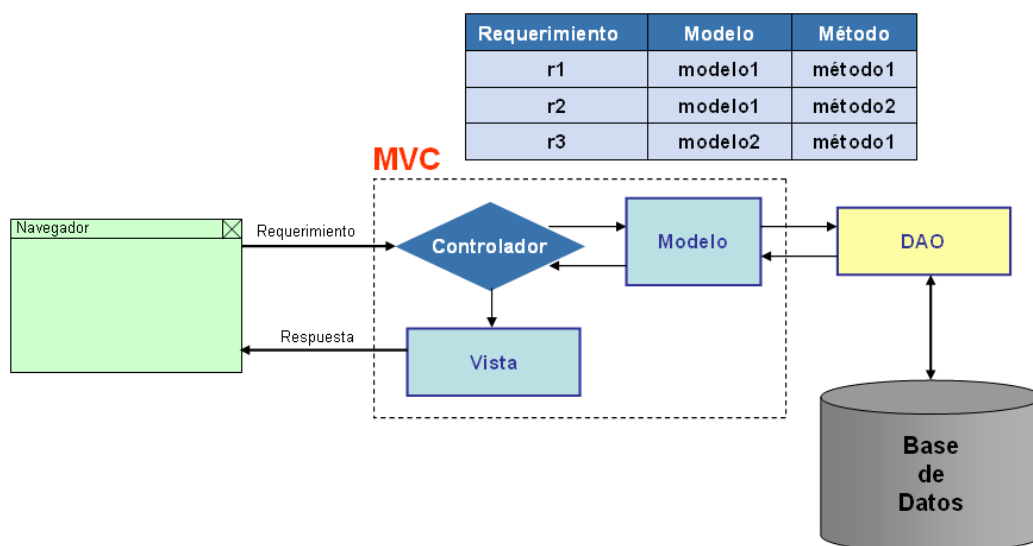 Requerimiento Modelo Método
r1 modelo1 método1
r2 modelo1 método2
r3 modelo2 método1
MVC
Navegador
Requerimiento
Controlador
Modelo
DAO
Respuesta
Vista
Base
de
Datos